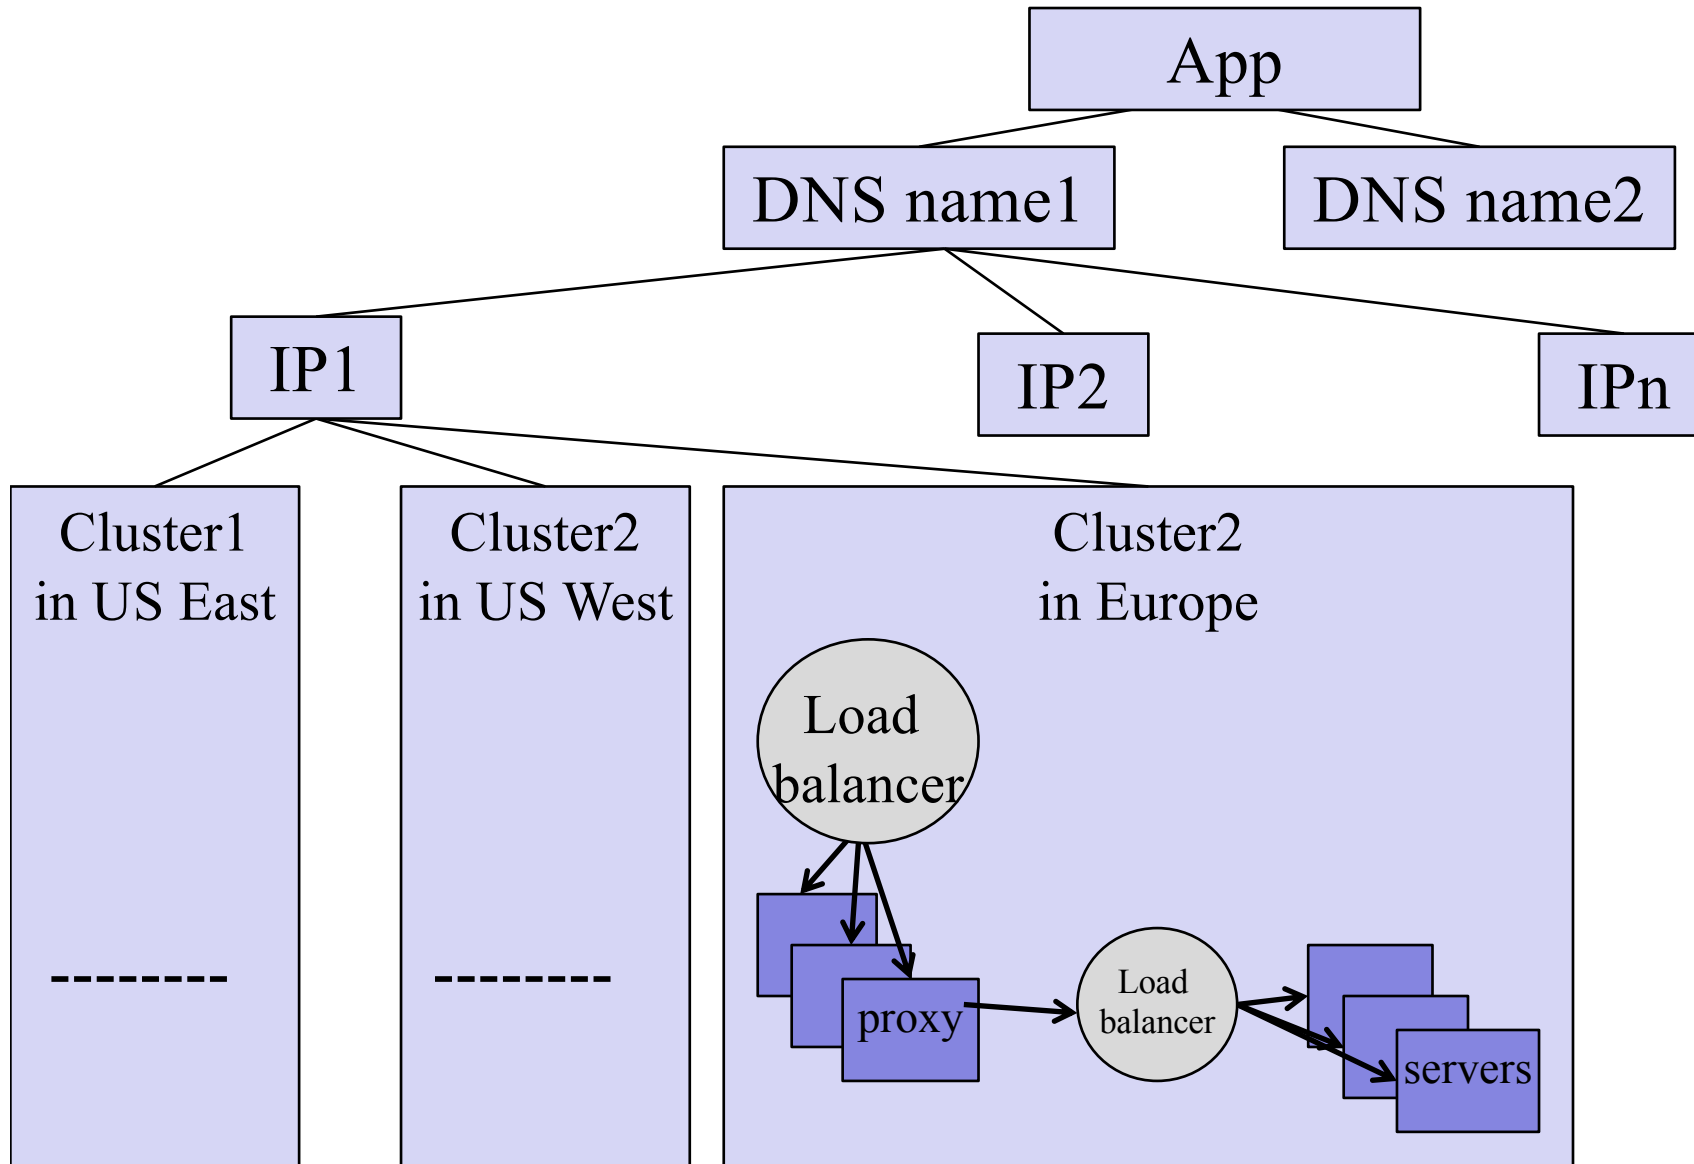 App
DNS name1
DNS name2
IP1
IP2
IPn
Cluster1
in US East
Cluster2
in US West
Cluster2
in Europe
Load
balancer
proxy
Load
balancer
servers
--------
--------